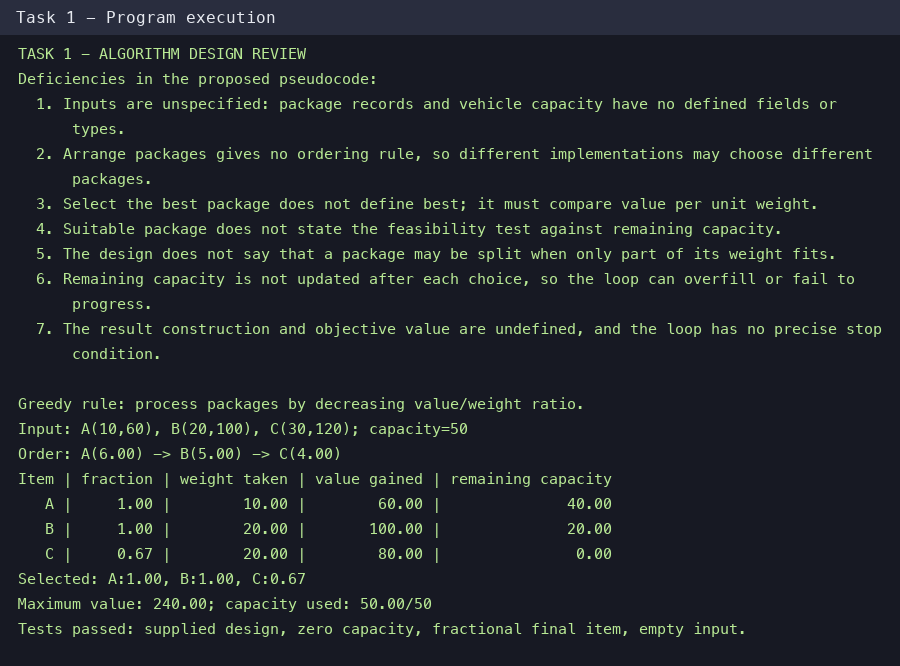 Task 1 — Program execution
TASK 1 — ALGORITHM DESIGN REVIEW
Deficiencies in the proposed pseudocode:
1. Inputs are unspecified: package records and vehicle capacity have no defined fields or
types.
2. Arrange packages gives no ordering rule, so different implementations may choose different
packages.
3. Select the best package does not define best; it must compare value per unit weight.
4. Suitable package does not state the feasibility test against remaining capacity.
5. The design does not say that a package may be split when only part of its weight fits.
6. Remaining capacity is not updated after each choice, so the loop can overfill or fail to
progress.
7. The result construction and objective value are undefined, and the loop has no precise stop
condition.
Greedy rule: process packages by decreasing value/weight ratio.
Input: A(10,60), B(20,100), C(30,120); capacity=50
Order: A(6.00) -> B(5.00) -> C(4.00)
Item | fraction | weight taken | value gained | remaining capacity
A | 1.00 | 10.00 | 60.00 | 40.00
B | 1.00 | 20.00 | 100.00 | 20.00
C | 0.67 | 20.00 | 80.00 | 0.00
Selected: A:1.00, B:1.00, C:0.67
Maximum value: 240.00; capacity used: 50.00/50
Tests passed: supplied design, zero capacity, fractional final item, empty input.